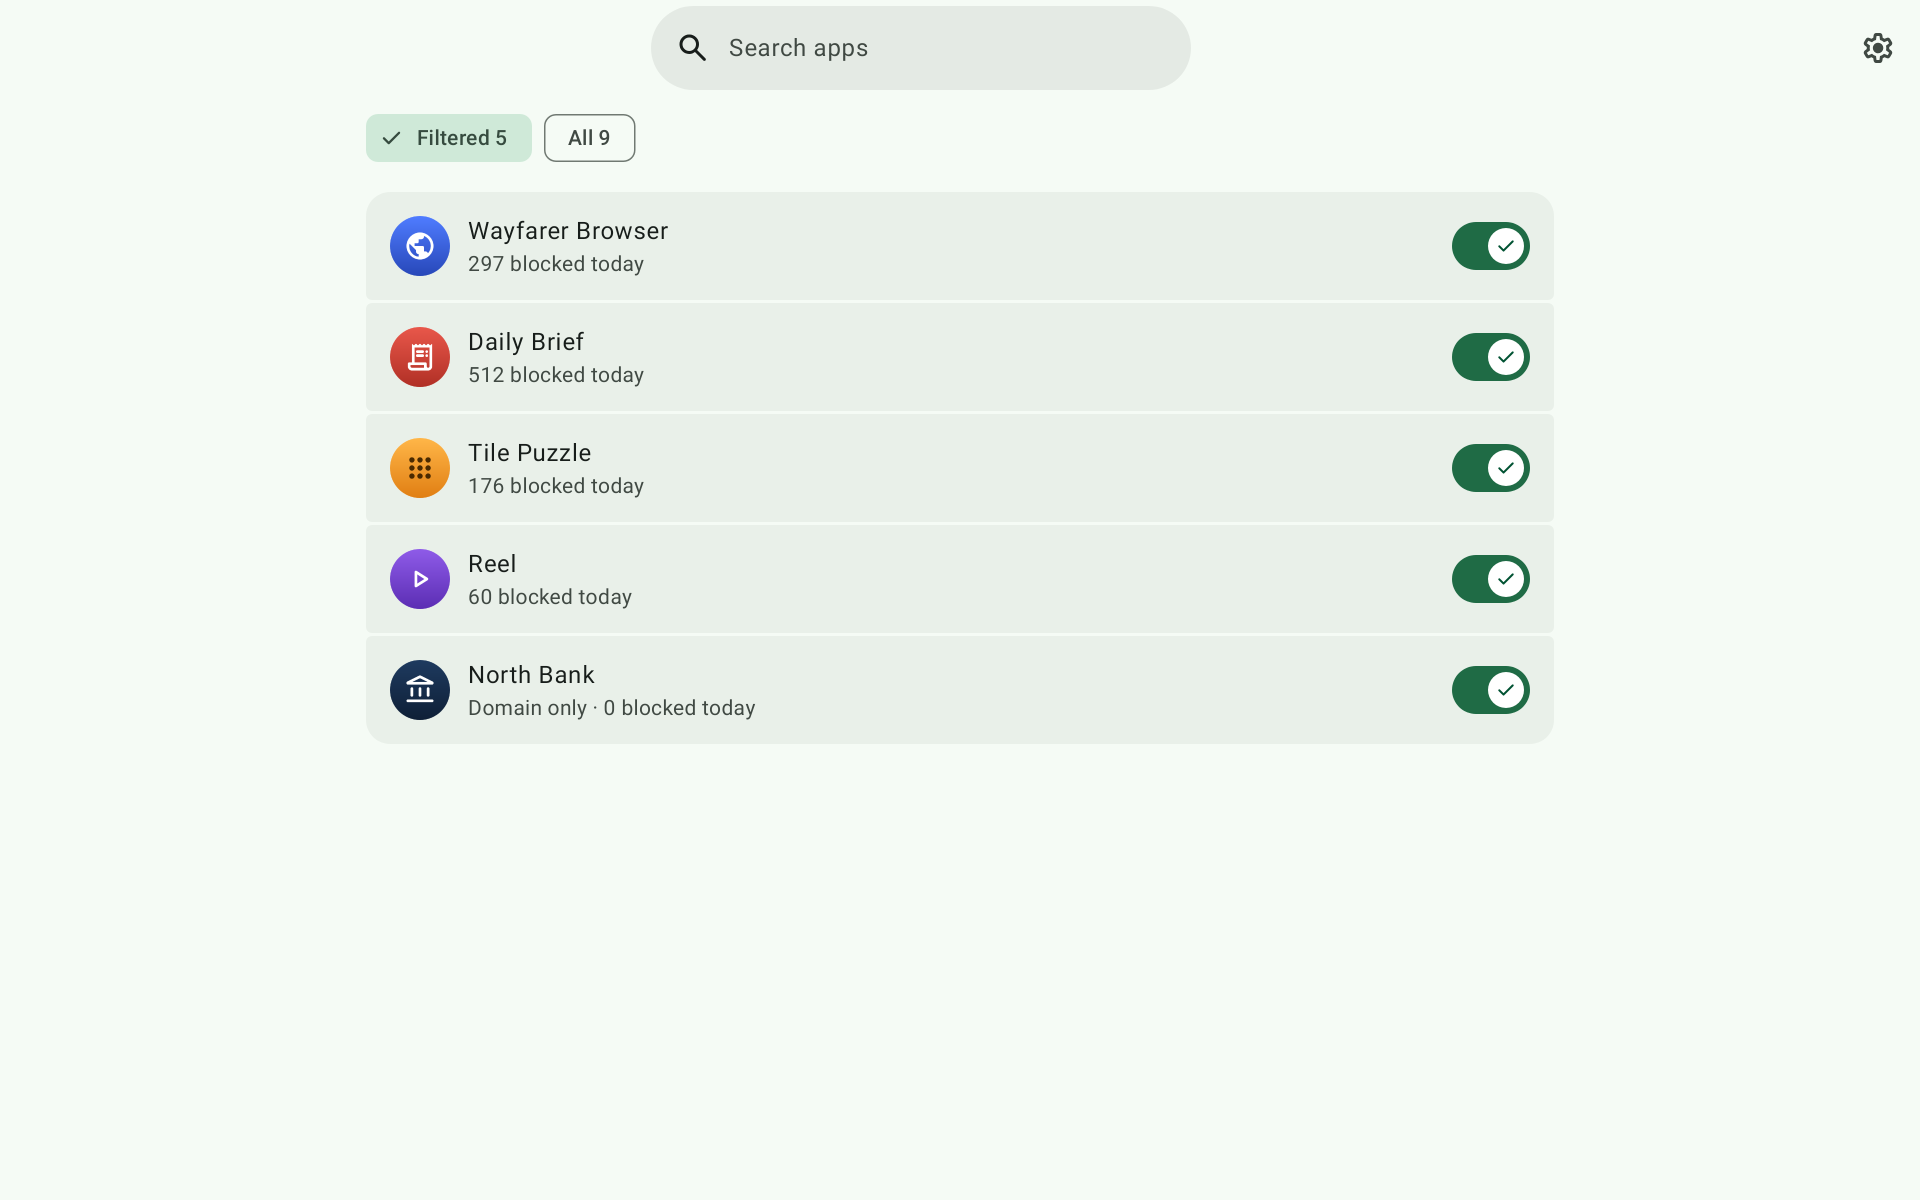 Search apps
Filtered 5
All 9
Wayfarer Browser
297 blocked today
Daily Brief
512 blocked today
Tile Puzzle
176 blocked today
Reel
60 blocked today
North Bank
Domain only · 0 blocked today